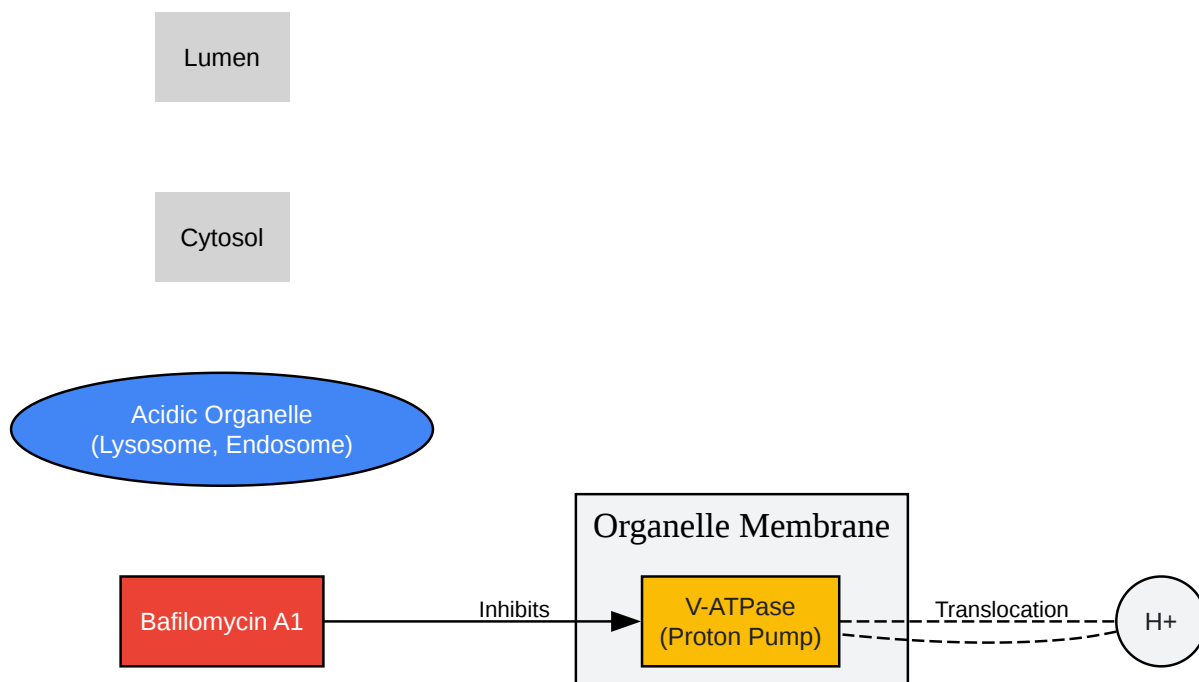 Lumen
Cytosol
Acidic Organelle
(Lysosome, Endosome)
Organelle Membrane
Bafilomycin A1
Inhibits
V-ATPase
(Proton Pump)
Translocation
H+